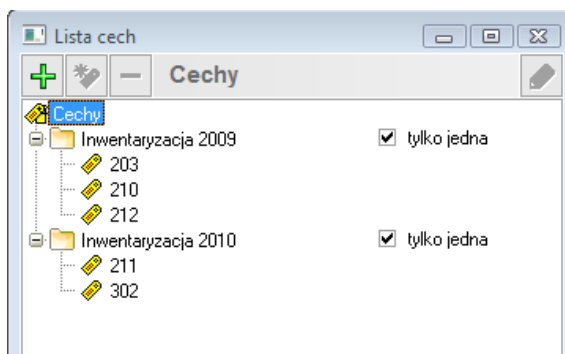 Lista cech
Cechy
Cechy
Inwentaryzacja 2009 tylko jedna
203
210
212
Inwentaryzacja 2010 tylko jedna
211
302